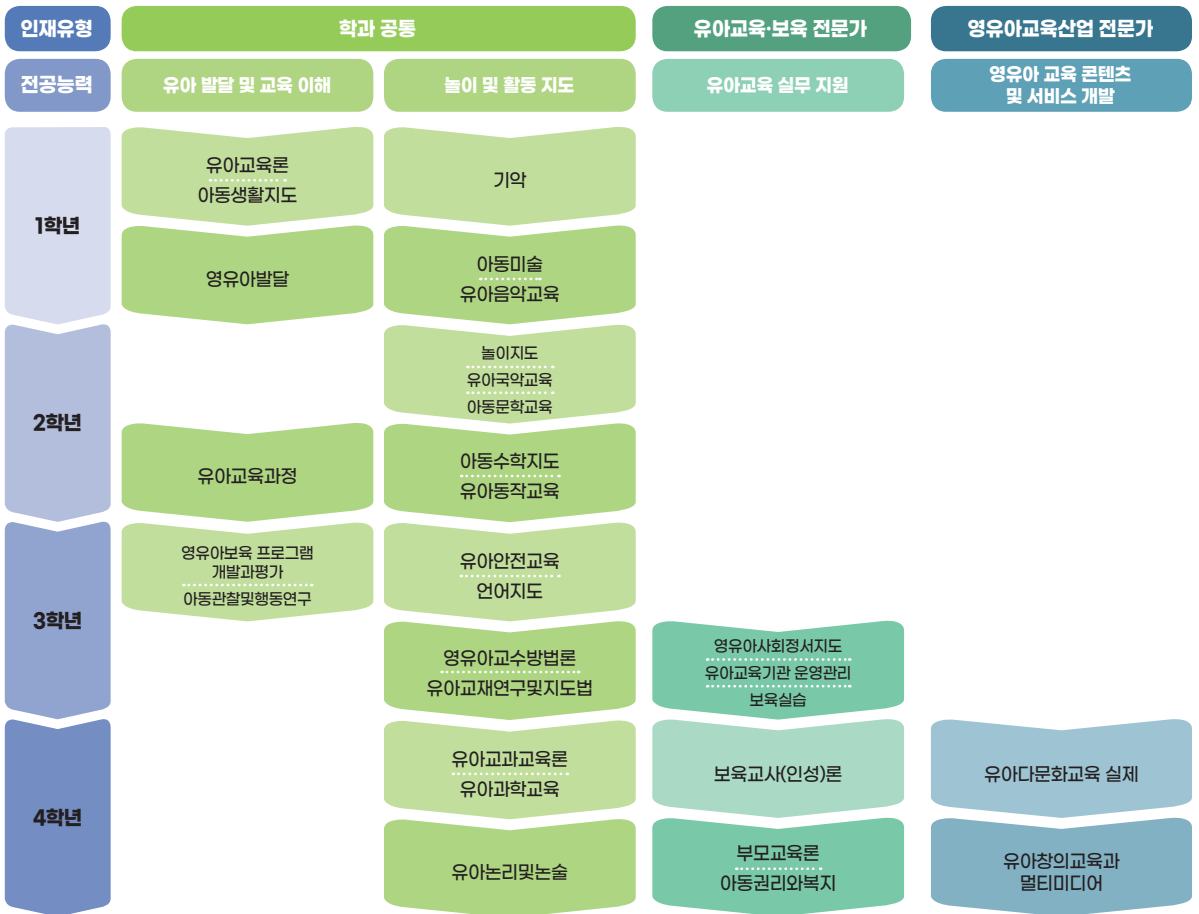 인재유형
학과 공통
유아교육·보육 전문가
영유아교육산업 전문가
전공능력
유아 발달 및 교육 이해
놀이 및 활동 지도
유아교육 실무 지원
영유아 교육 콘텐츠
및 서비스 개발
1학년
유아교육론
아동생활지도
기악
영유아발달
아동미술
유아음악교육
2학년
놀이지도
유아국악교육
아동문학교육
유아교육과정
아동수학지도
유아동작교육
3학년
영유아보육 프로그램
개발과평가
아동관찰및행동연구
유아안전교육
언어지도
영유아교수방법론
유아교재연구및지도법
영유아사회정서지도
유아교육기관 운영관리
보육실습
4학년
유아교과교육론
유아과학교육
보육교사(인성)론
유아다문화교육 실제
유아논리및논술
부모교육론
아동권리와복지
유아창의교육과
멀티미디어